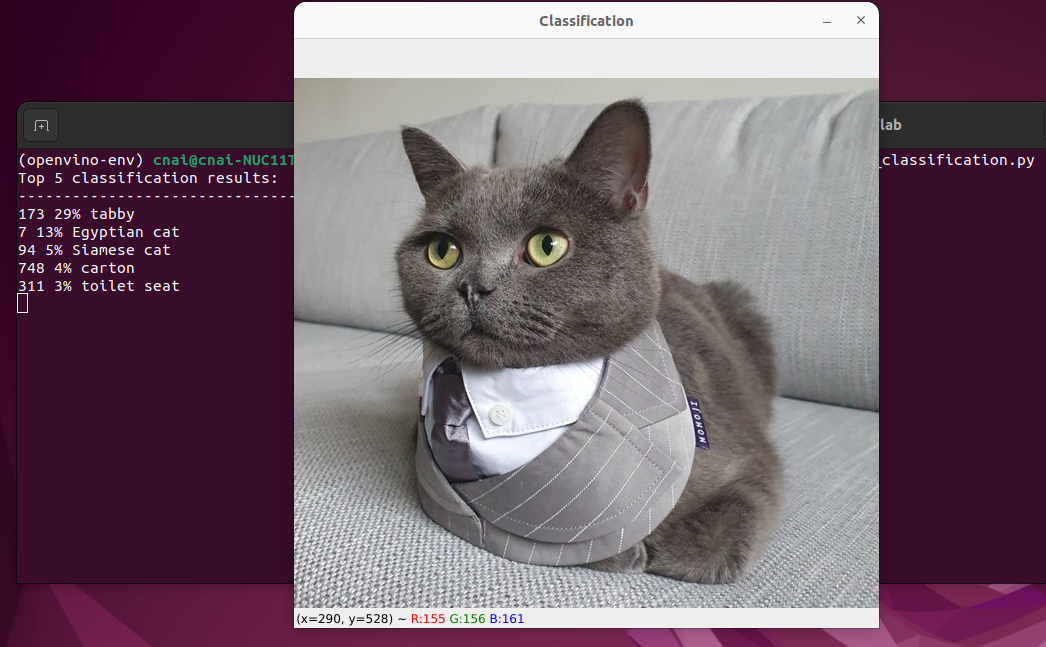 Classification
lab
(openvino-env) cnai@cnai-NUC11T
_classification.py
Top 5 classification results:
-------------------------------
173 29% tabby
7 13% Egyptian cat
94 5% Siamese cat
748 4% carton
311 3% toilet seat
MOMOJI
(x=290, y=528) ~ R:155 G:156 B:161